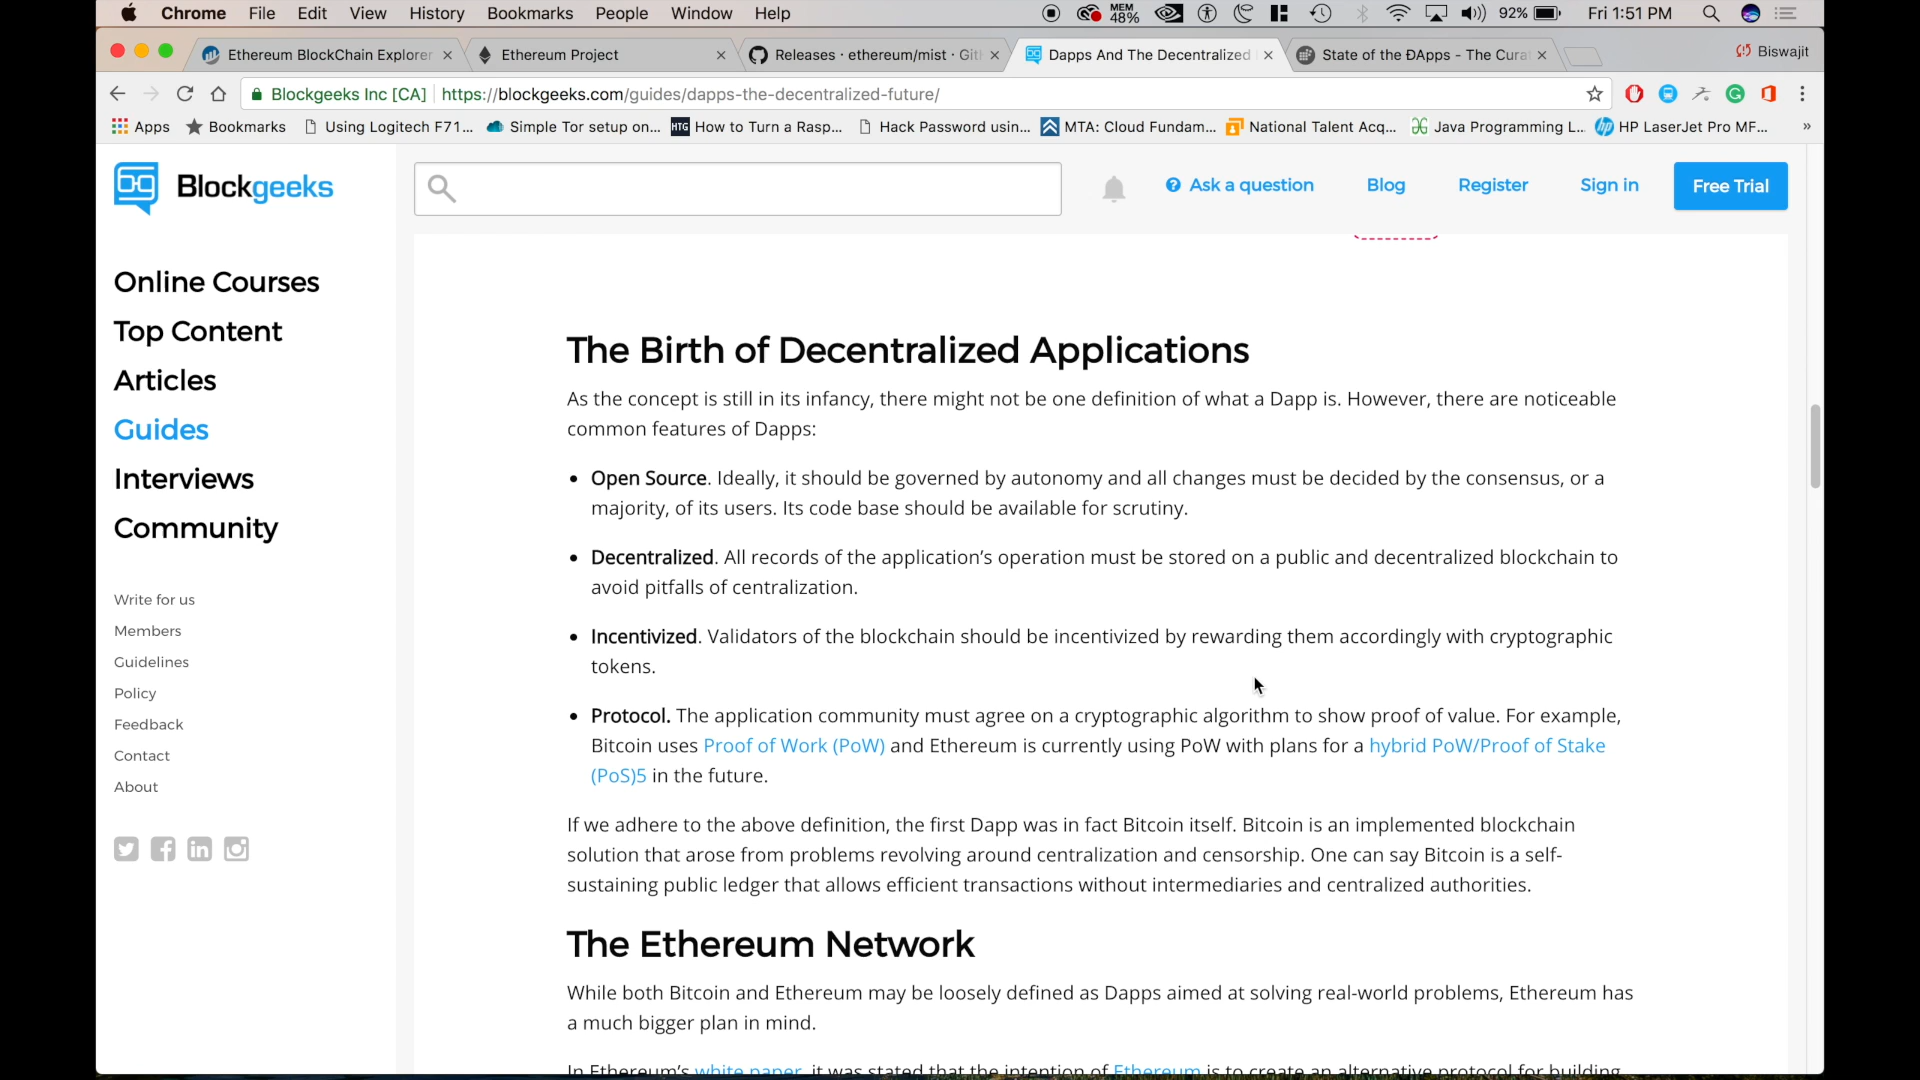 Chrome File Edit View History Bookmarks People Window Help MEM 48% 92% Fri 1:51 PM
Ethereum BlockChain Explorer Ethereum Project Releases · ethereum/mist · Git Dapps And The Decentralized State of the ĐApps - The Cura Biswajit
Blockgeeks Inc [CA] https://blockgeeks.com/guides/dapps-the-decentralized-future/
Apps Bookmarks Using Logitech F71... Simple Tor setup on... HTG How to Turn a Rasp... Hack Password usin... MTA: Cloud Fundam... National Talent Acq... Java Programming L... HP LaserJet Pro MF... »
Blockgeeks
Ask a question Blog Register Sign in Free Trial
Online Courses
Top Content
Articles
Guides
Interviews
Community
Write for us
Members
Guidelines
Policy
Feedback
Contact
About
The Birth of Decentralized Applications
As the concept is still in its infancy, there might not be one definition of what a Dapp is. However, there are noticeable
common features of Dapps:
• Open Source. Ideally, it should be governed by autonomy and all changes must be decided by the consensus, or a
majority, of its users. Its code base should be available for scrutiny.
• Decentralized. All records of the application's operation must be stored on a public and decentralized blockchain to
avoid pitfalls of centralization.
• Incentivized. Validators of the blockchain should be incentivized by rewarding them accordingly with cryptographic
tokens.
• Protocol. The application community must agree on a cryptographic algorithm to show proof of value. For example,
Bitcoin uses Proof of Work (PoW) and Ethereum is currently using PoW with plans for a hybrid PoW/Proof of Stake
(PoS)5 in the future.
If we adhere to the above definition, the first Dapp was in fact Bitcoin itself. Bitcoin is an implemented blockchain
solution that arose from problems revolving around centralization and censorship. One can say Bitcoin is a self-
sustaining public ledger that allows efficient transactions without intermediaries and centralized authorities.
The Ethereum Network
While both Bitcoin and Ethereum may be loosely defined as Dapps aimed at solving real-world problems, Ethereum has
a much bigger plan in mind.
In Ethereum's white paper, it was stated that the intention of Ethereum is to create an alternative protocol for building